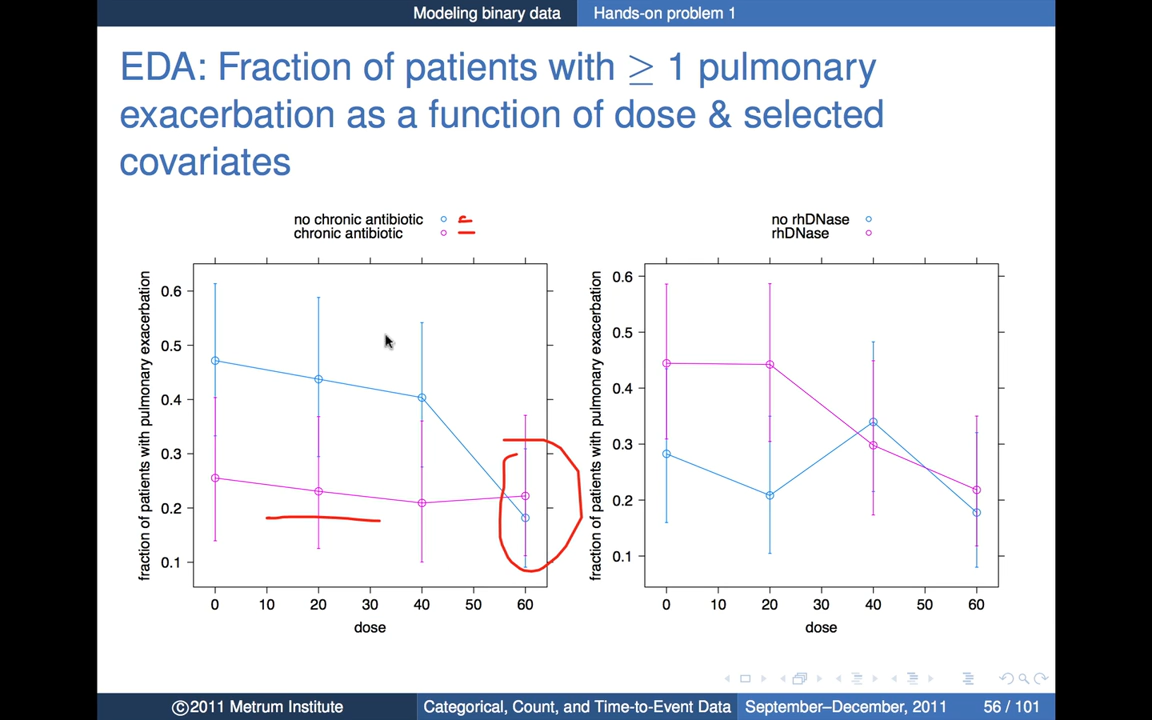 Modeling binary data Hands-on problem 1
EDA: Fraction of patients with ≥ 1 pulmonary
exacerbation as a function of dose & selected
covariates
no chronic antibiotic
chronic antibiotic
fraction of patients with pulmonary exacerbation
0.6
0.5
0.4
0.3
0.2
0.1
0 10 20 30 40 50 60
dose
no rhDNase
rhDNase
fraction of patients with pulmonary exacerbation
0.6
0.5
0.4
0.3
0.2
0.1
0 10 20 30 40 50 60
dose
©2011 Metrum Institute Categorical, Count, and Time-to-Event Data September–December, 2011 56 / 101